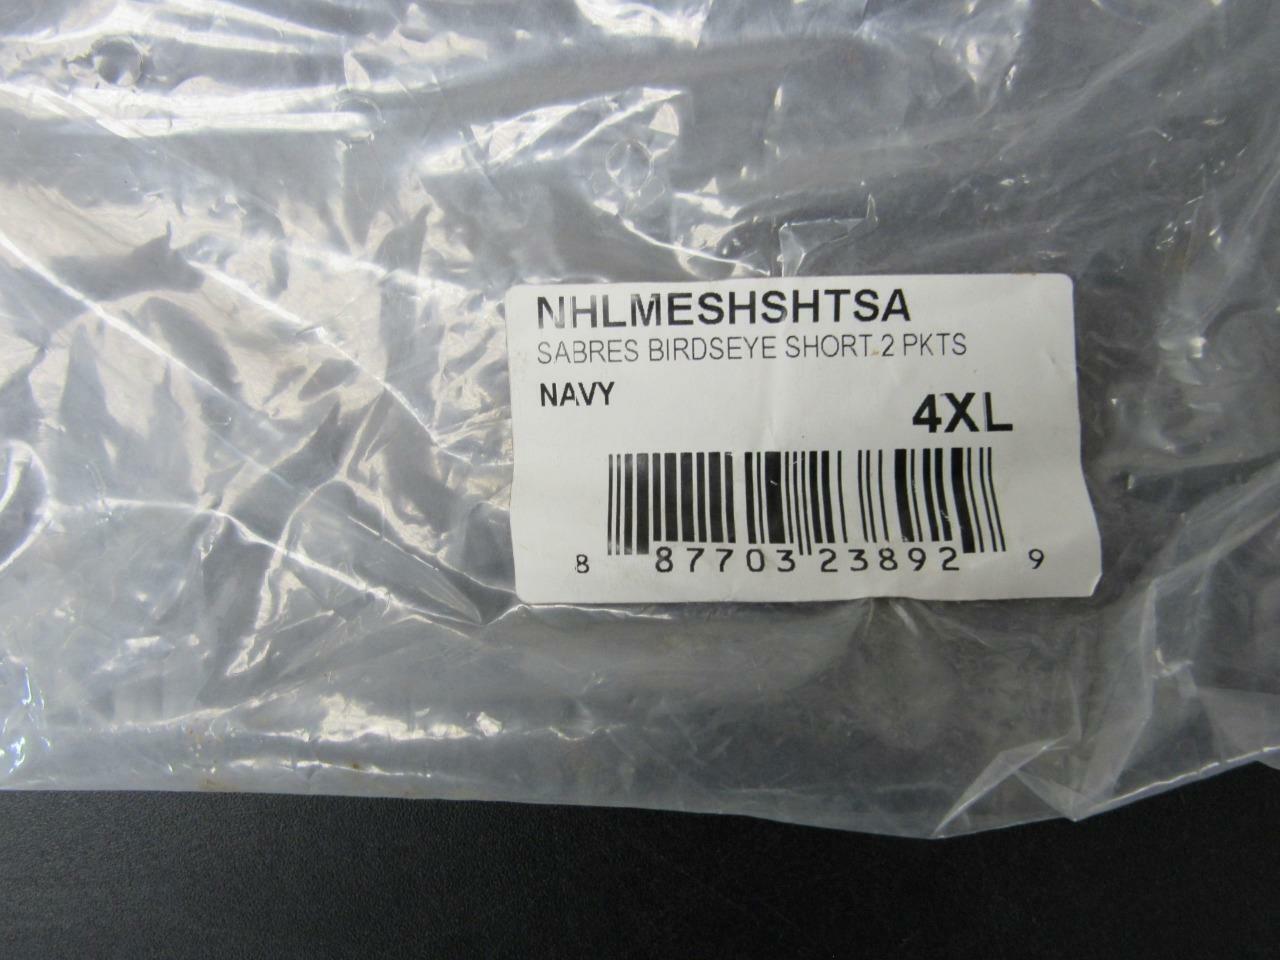 NHLMESHSHTSA
SABRES BIRDSEYE SHORT 2 PKTS
NAVY
4XL
8 87703 23892 9